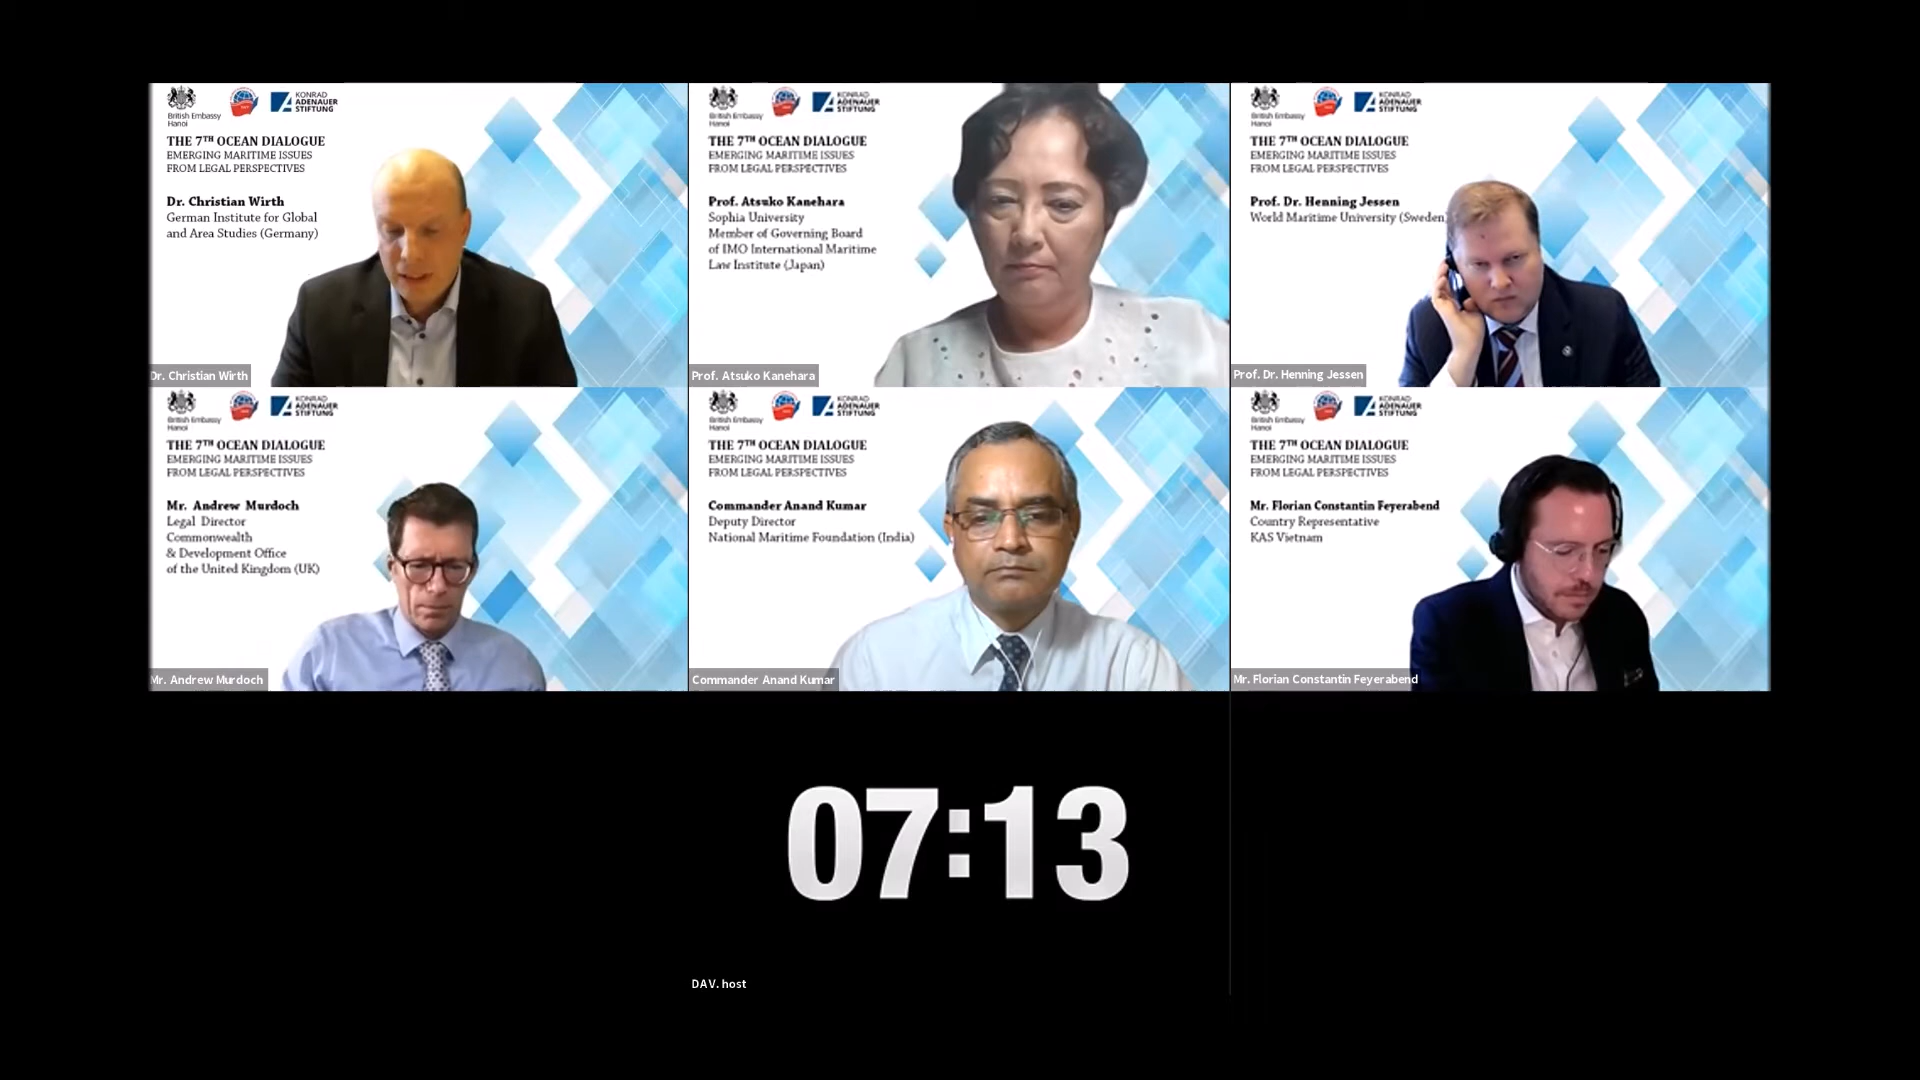 British Embassy
Hanoi
KONRAD
ADENAUER
STIFTUNG
THE 7TH OCEAN DIALOGUE
EMERGING MARITIME ISSUES
FROM LEGAL PERSPECTIVES
Dr. Christian Wirth
German Institute for Global
and Area Studies (Germany)
Dr. Christian Wirth
British Embassy
Hanoi
KONRAD
ADENAUER
STIFTUNG
THE 7TH OCEAN DIALOGUE
EMERGING MARITIME ISSUES
FROM LEGAL PERSPECTIVES
Prof. Atsuko Kanehara
Sophia University
Member of Governing Board
of IMO International Maritime
Law Institute (Japan)
Prof. Atsuko Kanehara
British Embassy
Hanoi
KONRAD
ADENAUER
STIFTUNG
THE 7TH OCEAN DIALOGUE
EMERGING MARITIME ISSUES
FROM LEGAL PERSPECTIVES
Prof. Dr. Henning Jessen
World Maritime University (Sweden
Prof. Dr. Henning Jessen
British Embassy
Hanoi
KONRAD
ADENAUER
STIFTUNG
THE 7TH OCEAN DIALOGUE
EMERGING MARITIME ISSUES
FROM LEGAL PERSPECTIVES
Mr. Andrew Murdoch
Legal Director
Commonwealth
& Development Office
of the United Kingdom (UK)
Mr. Andrew Murdoch
British Embassy
Hanoi
KONRAD
ADENAUER
STIFTUNG
THE 7TH OCEAN DIALOGUE
EMERGING MARITIME ISSUES
FROM LEGAL PERSPECTIVES
Commander Anand Kumar
Deputy Director
National Maritime Foundation (India)
Commander Anand Kumar
British Embassy
Hanoi
KONRAD
ADENAUER
STIFTUNG
THE 7TH OCEAN DIALOGUE
EMERGING MARITIME ISSUES
FROM LEGAL PERSPECTIVES
Mr. Florian Constantin Feyerabend
Country Representative
KAS Vietnam
Mr. Florian Constantin Feyerabend
07:13
DAV. host